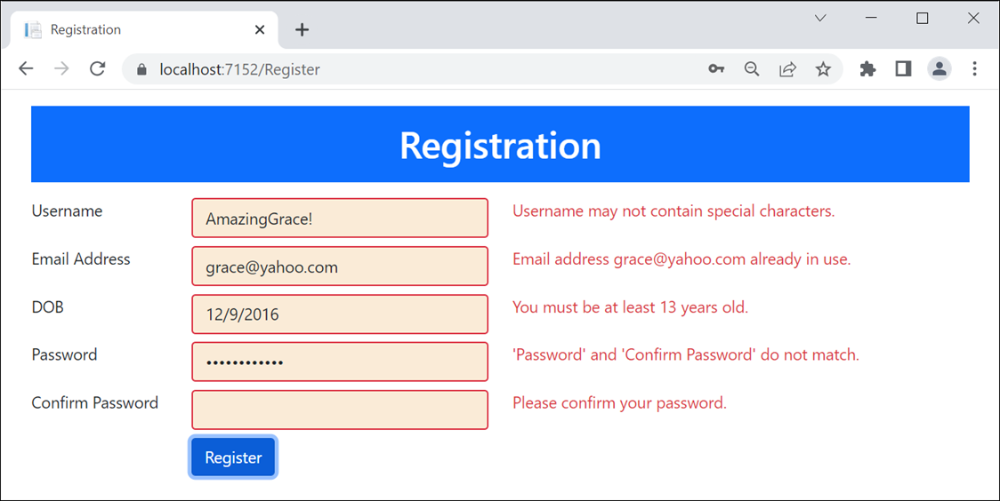 Registration
localhost:7152/Register
Registration
Username AmazingGrace! Username may not contain special characters.
Email Address grace@yahoo.com Email address grace@yahoo.com already in use.
DOB 12/9/2016 You must be at least 13 years old.
Password •••••••••••• 'Password' and 'Confirm Password' do not match.
Confirm Password Please confirm your password.
Register